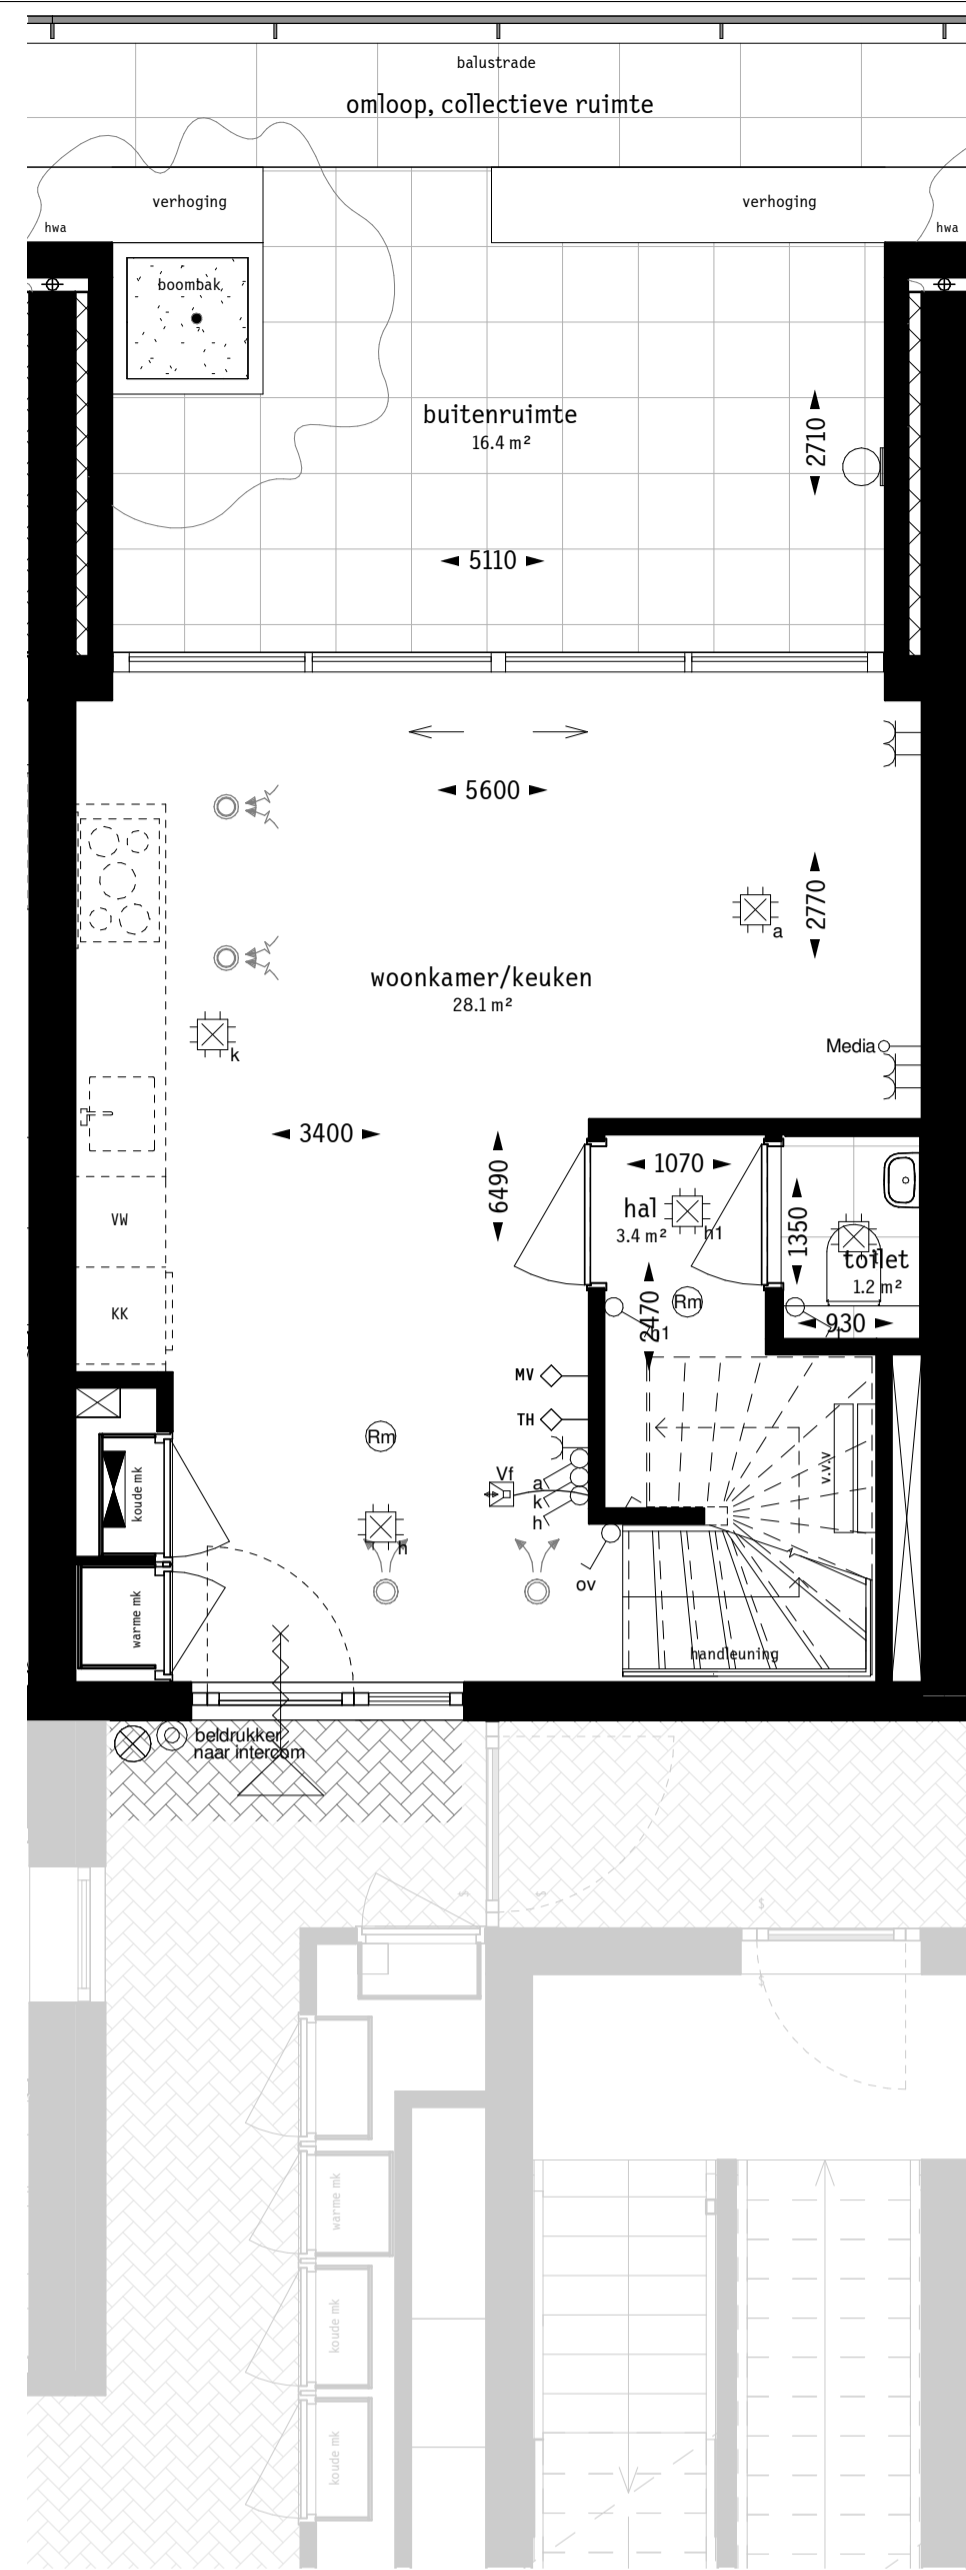 balustrade
omloop, collectieve ruimte
verhoging
verhoging
hwa
hwa
boombak
buitenruimte
16.4 m²
2710
5110
5600
2770
a
woonkamer/keuken
28.1 m²
k
Media
3400
6490
1070
hal
3.4 m²
h1
1350
toilet
1.2 m²
VW
KK
2470
Rm
930
MV
TH
Rm
Vf
a
k
h
h
koude mk
v.v.v
ov
warme mk
handleuning
beldrukker
naar intercom
warme mk
koude mk
koude mk